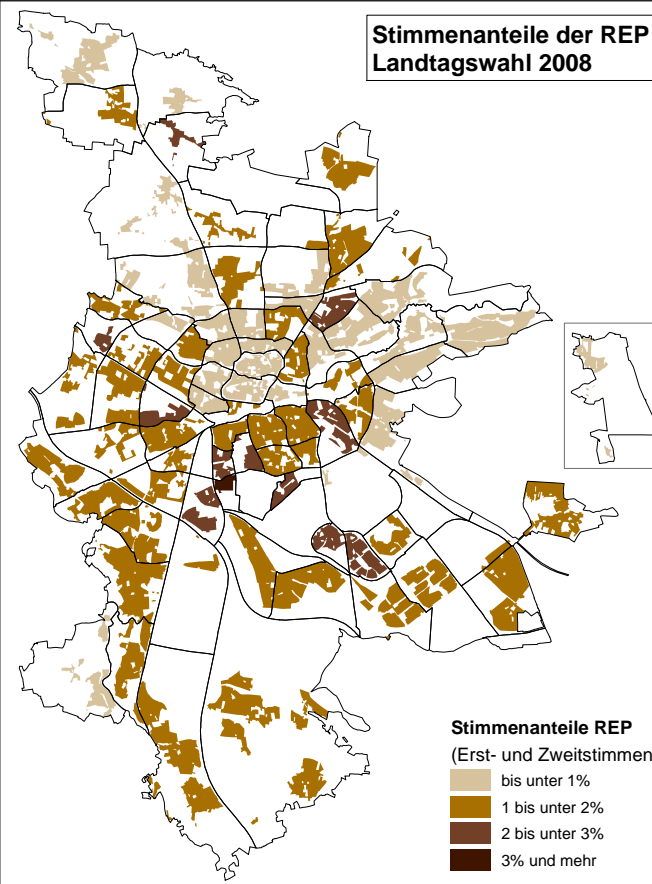 Stimmenanteile der REP
Landtagswahl 2008
Stimmenanteile REP
(Erst- und Zweitstimmen
bis unter 1%
1 bis unter 2%
2 bis unter 3%
3% und mehr